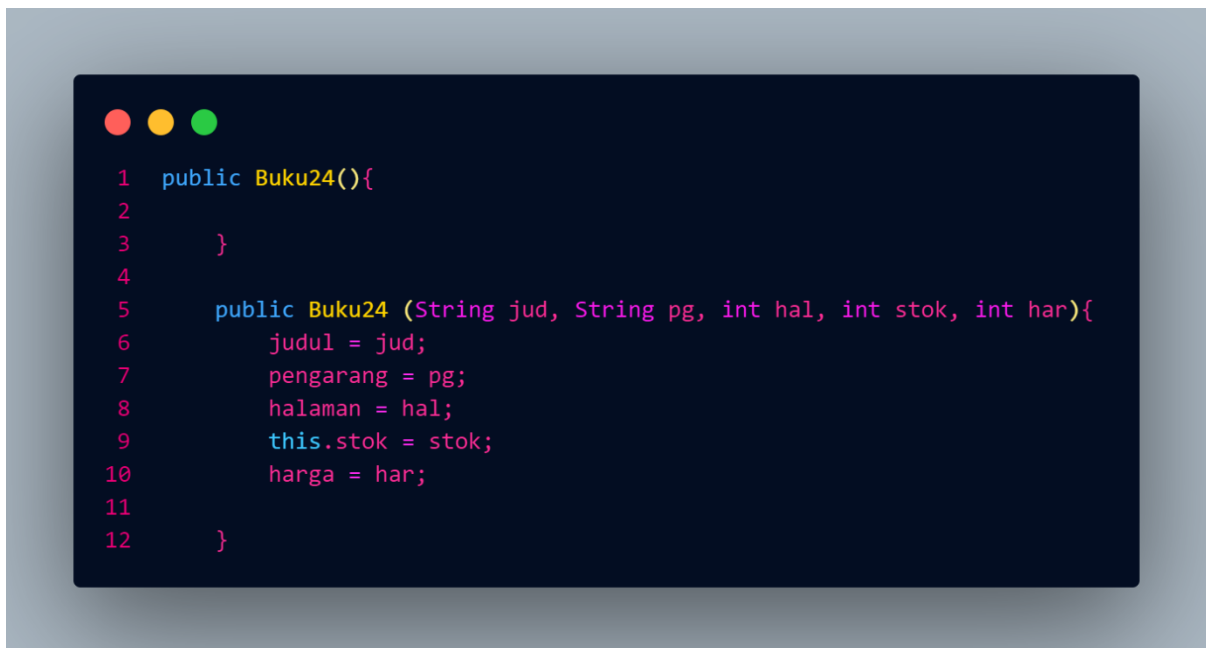 1 public Buku24(){
2
3 }
4
5 public Buku24 (String jud, String pg, int hal, int stok, int har){
6 judul = jud;
7 pengarang = pg;
8 halaman = hal;
9 this.stok = stok;
10 harga = har;
11
12 }